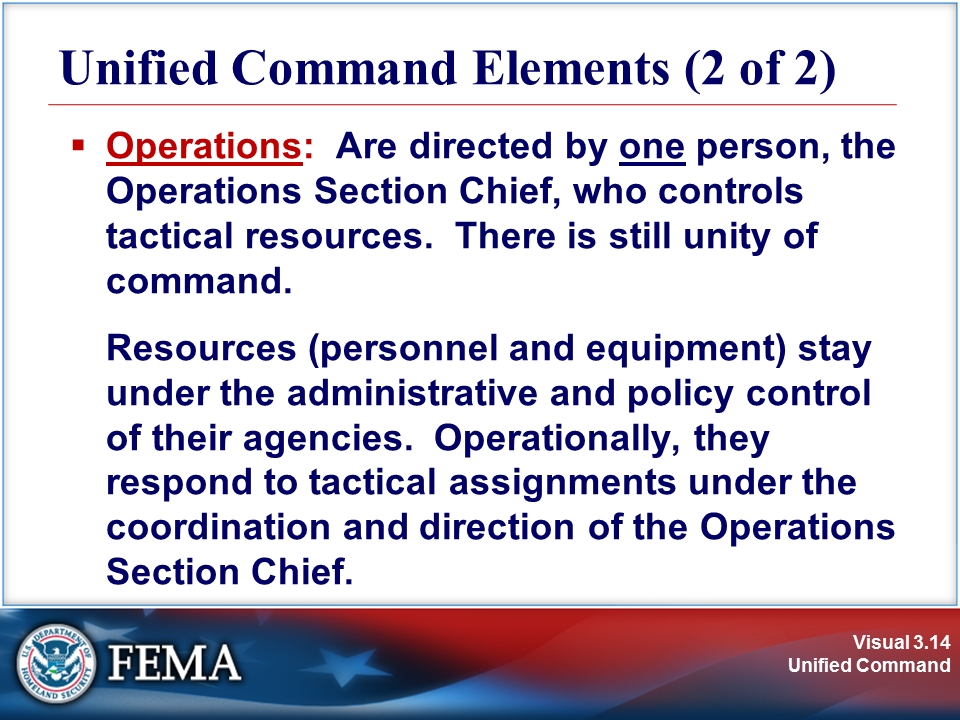 Unified Command Elements (2 of 2)
▪ Operations: Are directed by one person, the
Operations Section Chief, who controls
tactical resources. There is still unity of
command.
Resources (personnel and equipment) stay
under the administrative and policy control
of their agencies. Operationally, they
respond to tactical assignments under the
coordination and direction of the Operations
Section Chief.
U.S. DEPARTMENT OF HOMELAND SECURITY
FEMA
Visual 3.14
Unified Command